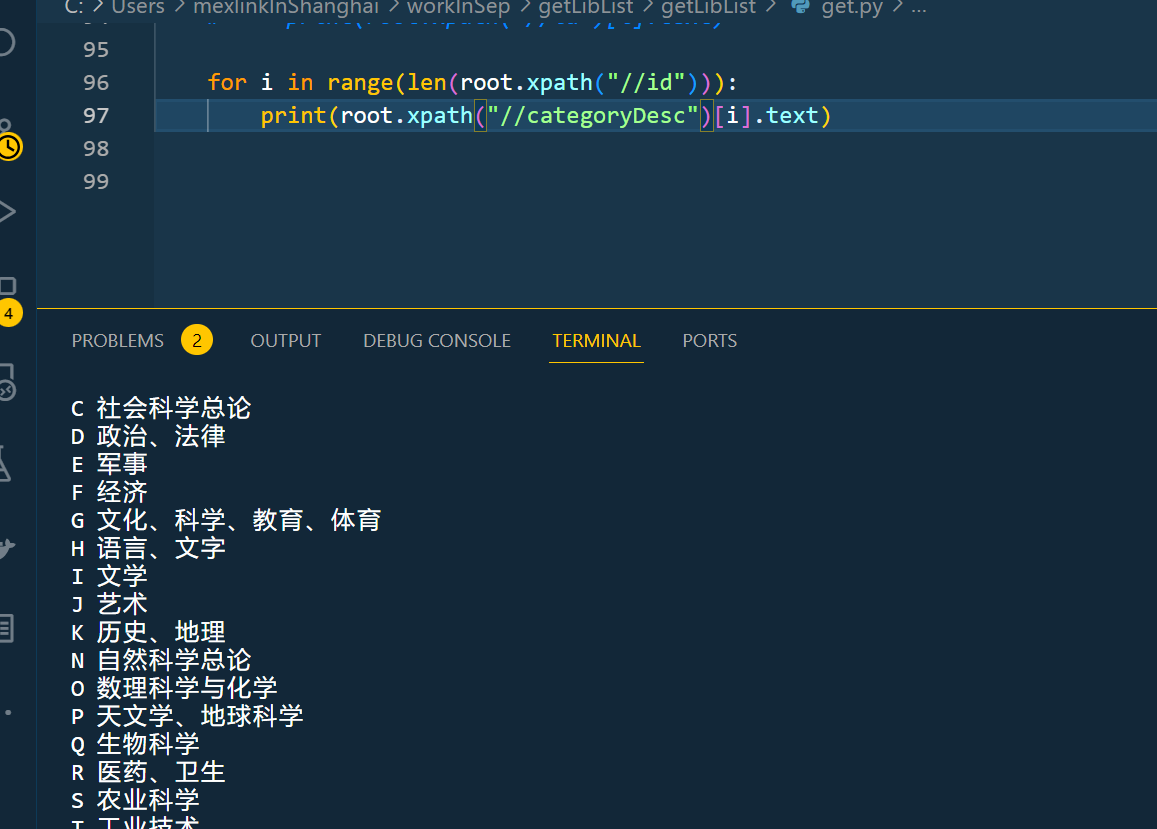 C: > Users > mexlinkInShanghai > workInSep > getLibList > getLibList > get.py > ...
95
96 for i in range(len(root.xpath("//id"))):
97 print(root.xpath("//categoryDesc")[i].text)
98
99
4
PROBLEMS 2 OUTPUT DEBUG CONSOLE TERMINAL PORTS
C 社会科学总论
D 政治、法律
E 军事
F 经济
G 文化、科学、教育、体育
H 语言、文字
I 文学
J 艺术
K 历史、地理
N 自然科学总论
O 数理科学与化学
P 天文学、地球科学
Q 生物科学
R 医药、卫生
S 农业科学
T 工业技术